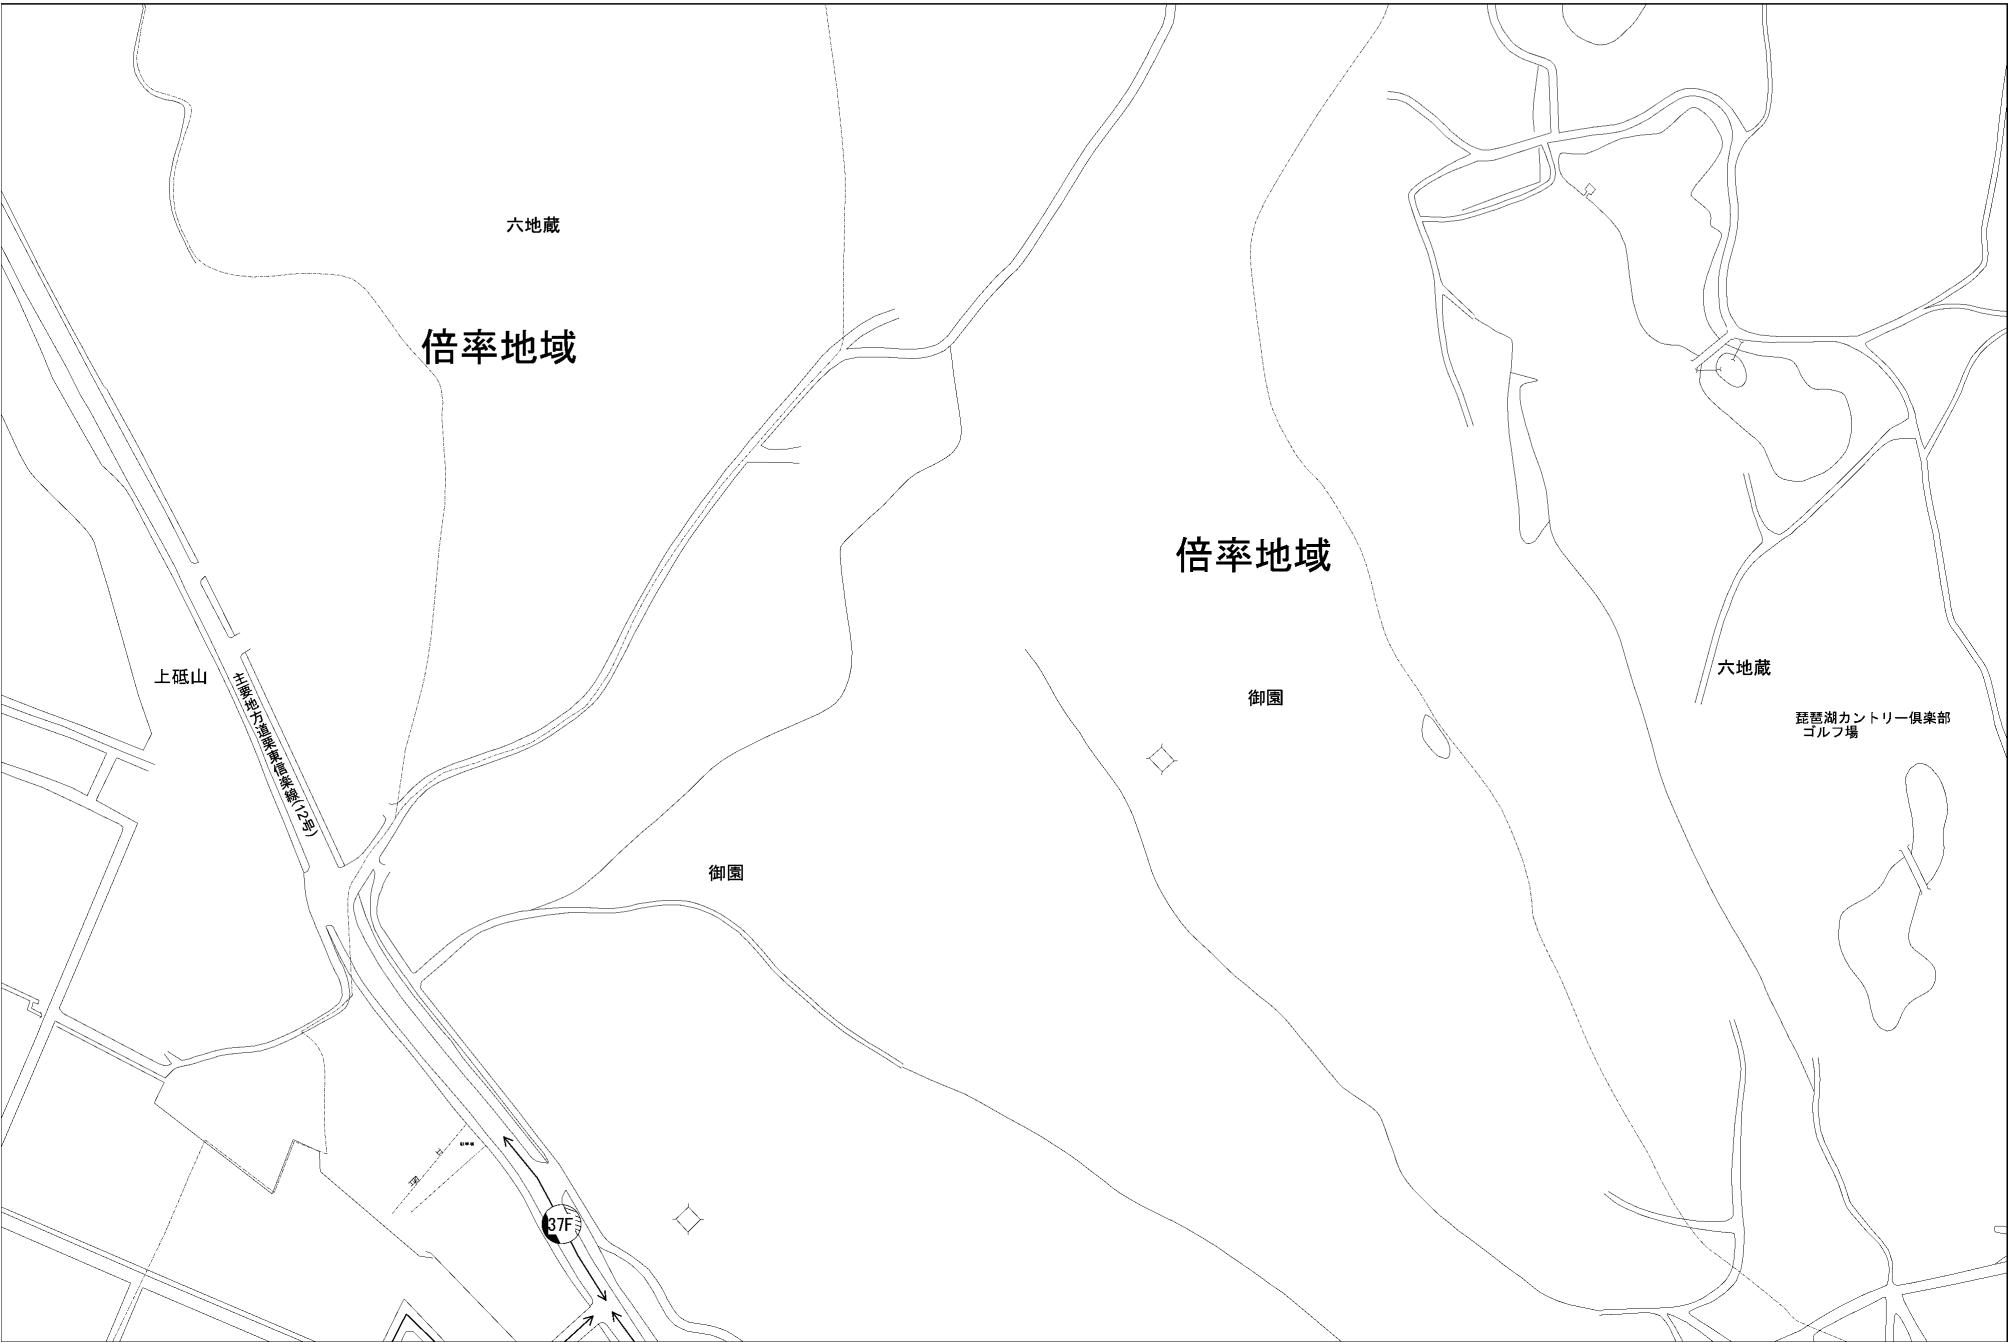 六地蔵
倍率地域
倍率地域
上砥山
主要地方道栗東信楽線(12号)
御園
六地蔵
琵琶湖カントリー倶楽部
ゴルフ場
御園
37F